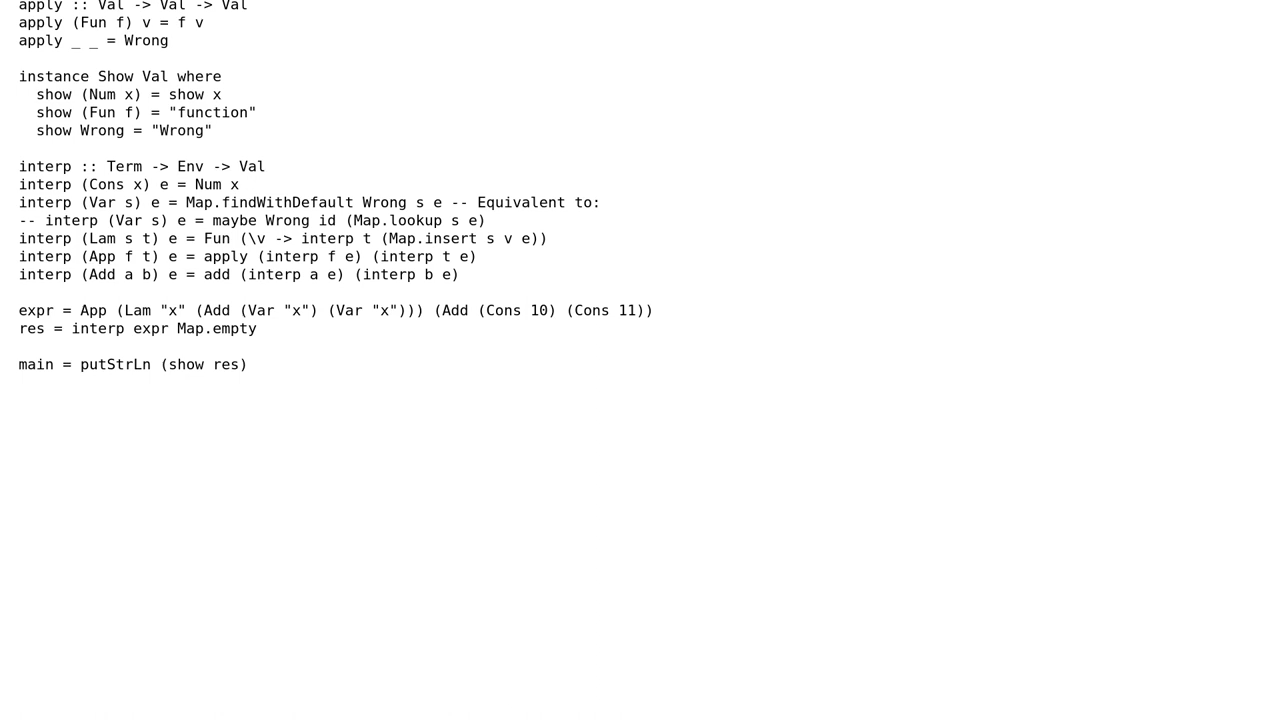 apply :: Val -> Val -> Val
apply (Fun f) v = f v
apply _ _ = Wrong

instance Show Val where
  show (Num x) = show x
  show (Fun f) = "function"
  show Wrong = "Wrong"

interp :: Term -> Env -> Val
interp (Cons x) e = Num x
interp (Var s) e = Map.findWithDefault Wrong s e -- Equivalent to:
-- interp (Var s) e = maybe Wrong id (Map.lookup s e)
interp (Lam s t) e = Fun (\v -> interp t (Map.insert s v e))
interp (App f t) e = apply (interp f e) (interp t e)
interp (Add a b) e = add (interp a e) (interp b e)

expr = App (Lam "x" (Add (Var "x") (Var "x"))) (Add (Cons 10) (Cons 11))
res = interp expr Map.empty

main = putStrLn (show res)